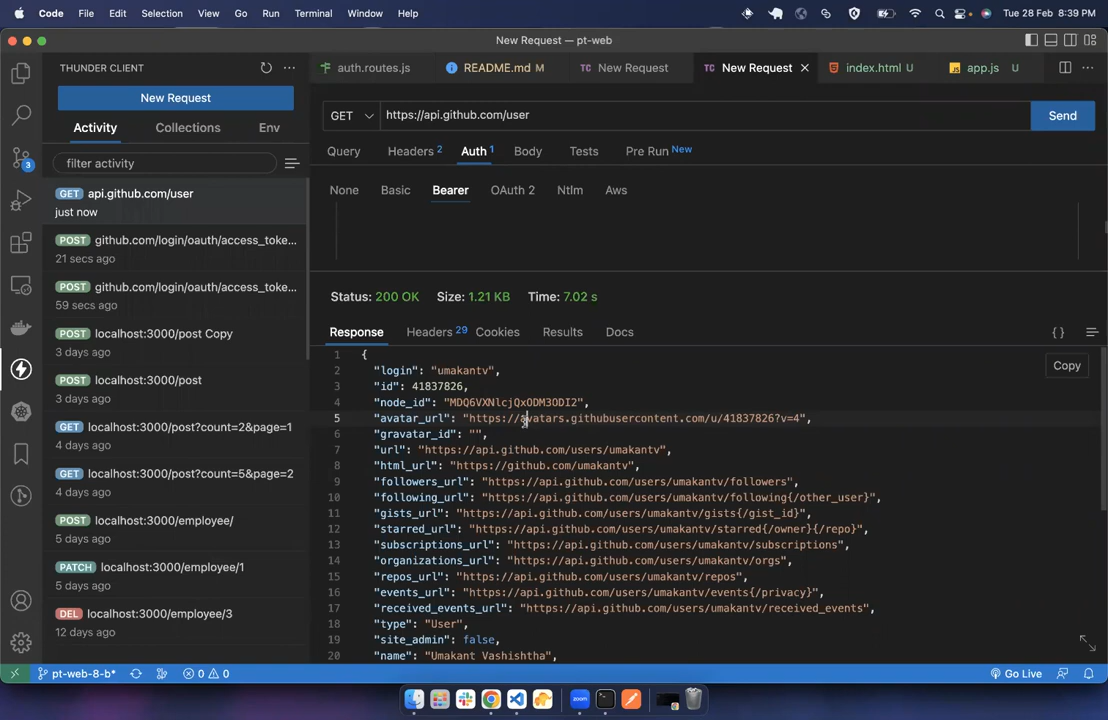 Code File Edit Selection View Go Run Terminal Window Help Tue 28 Feb 8:39 PM
New Request — pt-web
THUNDER CLIENT
New Request
Activity Collections Env
filter activity
GET api.github.com/user
just now
POST github.com/login/oauth/access_toke...
21 secs ago
POST github.com/login/oauth/access_toke...
59 secs ago
POST localhost:3000/post Copy
3 days ago
POST localhost:3000/post
3 days ago
GET localhost:3000/post?count=2&page=1
4 days ago
GET localhost:3000/post?count=5&page=2
4 days ago
POST localhost:3000/employee/
5 days ago
PATCH localhost:3000/employee/1
5 days ago
DEL localhost:3000/employee/3
12 days ago
3
auth.routes.js README.md M TC New Request TC New Request index.html U app.js U
GET https://api.github.com/user Send
Query Headers 2 Auth 1 Body Tests Pre Run New
None Basic Bearer OAuth 2 Ntlm Aws
Status: 200 OK Size: 1.21 KB Time: 7.02 s
Response Headers 29 Cookies Results Docs { }
Copy
1 {
2 "login": "umakantv",
3 "id": 41837826,
4 "node_id": "MDQ6VXNlcjQxODM3ODI2",
5 "avatar_url": "https://avatars.githubusercontent.com/u/41837826?v=4",
6 "gravatar_id": "",
7 "url": "https://api.github.com/users/umakantv",
8 "html_url": "https://github.com/umakantv",
9 "followers_url": "https://api.github.com/users/umakantv/followers",
10 "following_url": "https://api.github.com/users/umakantv/following{/other_user}",
11 "gists_url": "https://api.github.com/users/umakantv/gists{/gist_id}",
12 "starred_url": "https://api.github.com/users/umakantv/starred{/owner}{/repo}",
13 "subscriptions_url": "https://api.github.com/users/umakantv/subscriptions",
14 "organizations_url": "https://api.github.com/users/umakantv/orgs",
15 "repos_url": "https://api.github.com/users/umakantv/repos",
16 "events_url": "https://api.github.com/users/umakantv/events{/privacy}",
17 "received_events_url": "https://api.github.com/users/umakantv/received_events",
18 "type": "User",
19 "site_admin": false,
20 "name": "Umakant Vashishtha",
pt-web-8-b* 0 0 Go Live
zoom